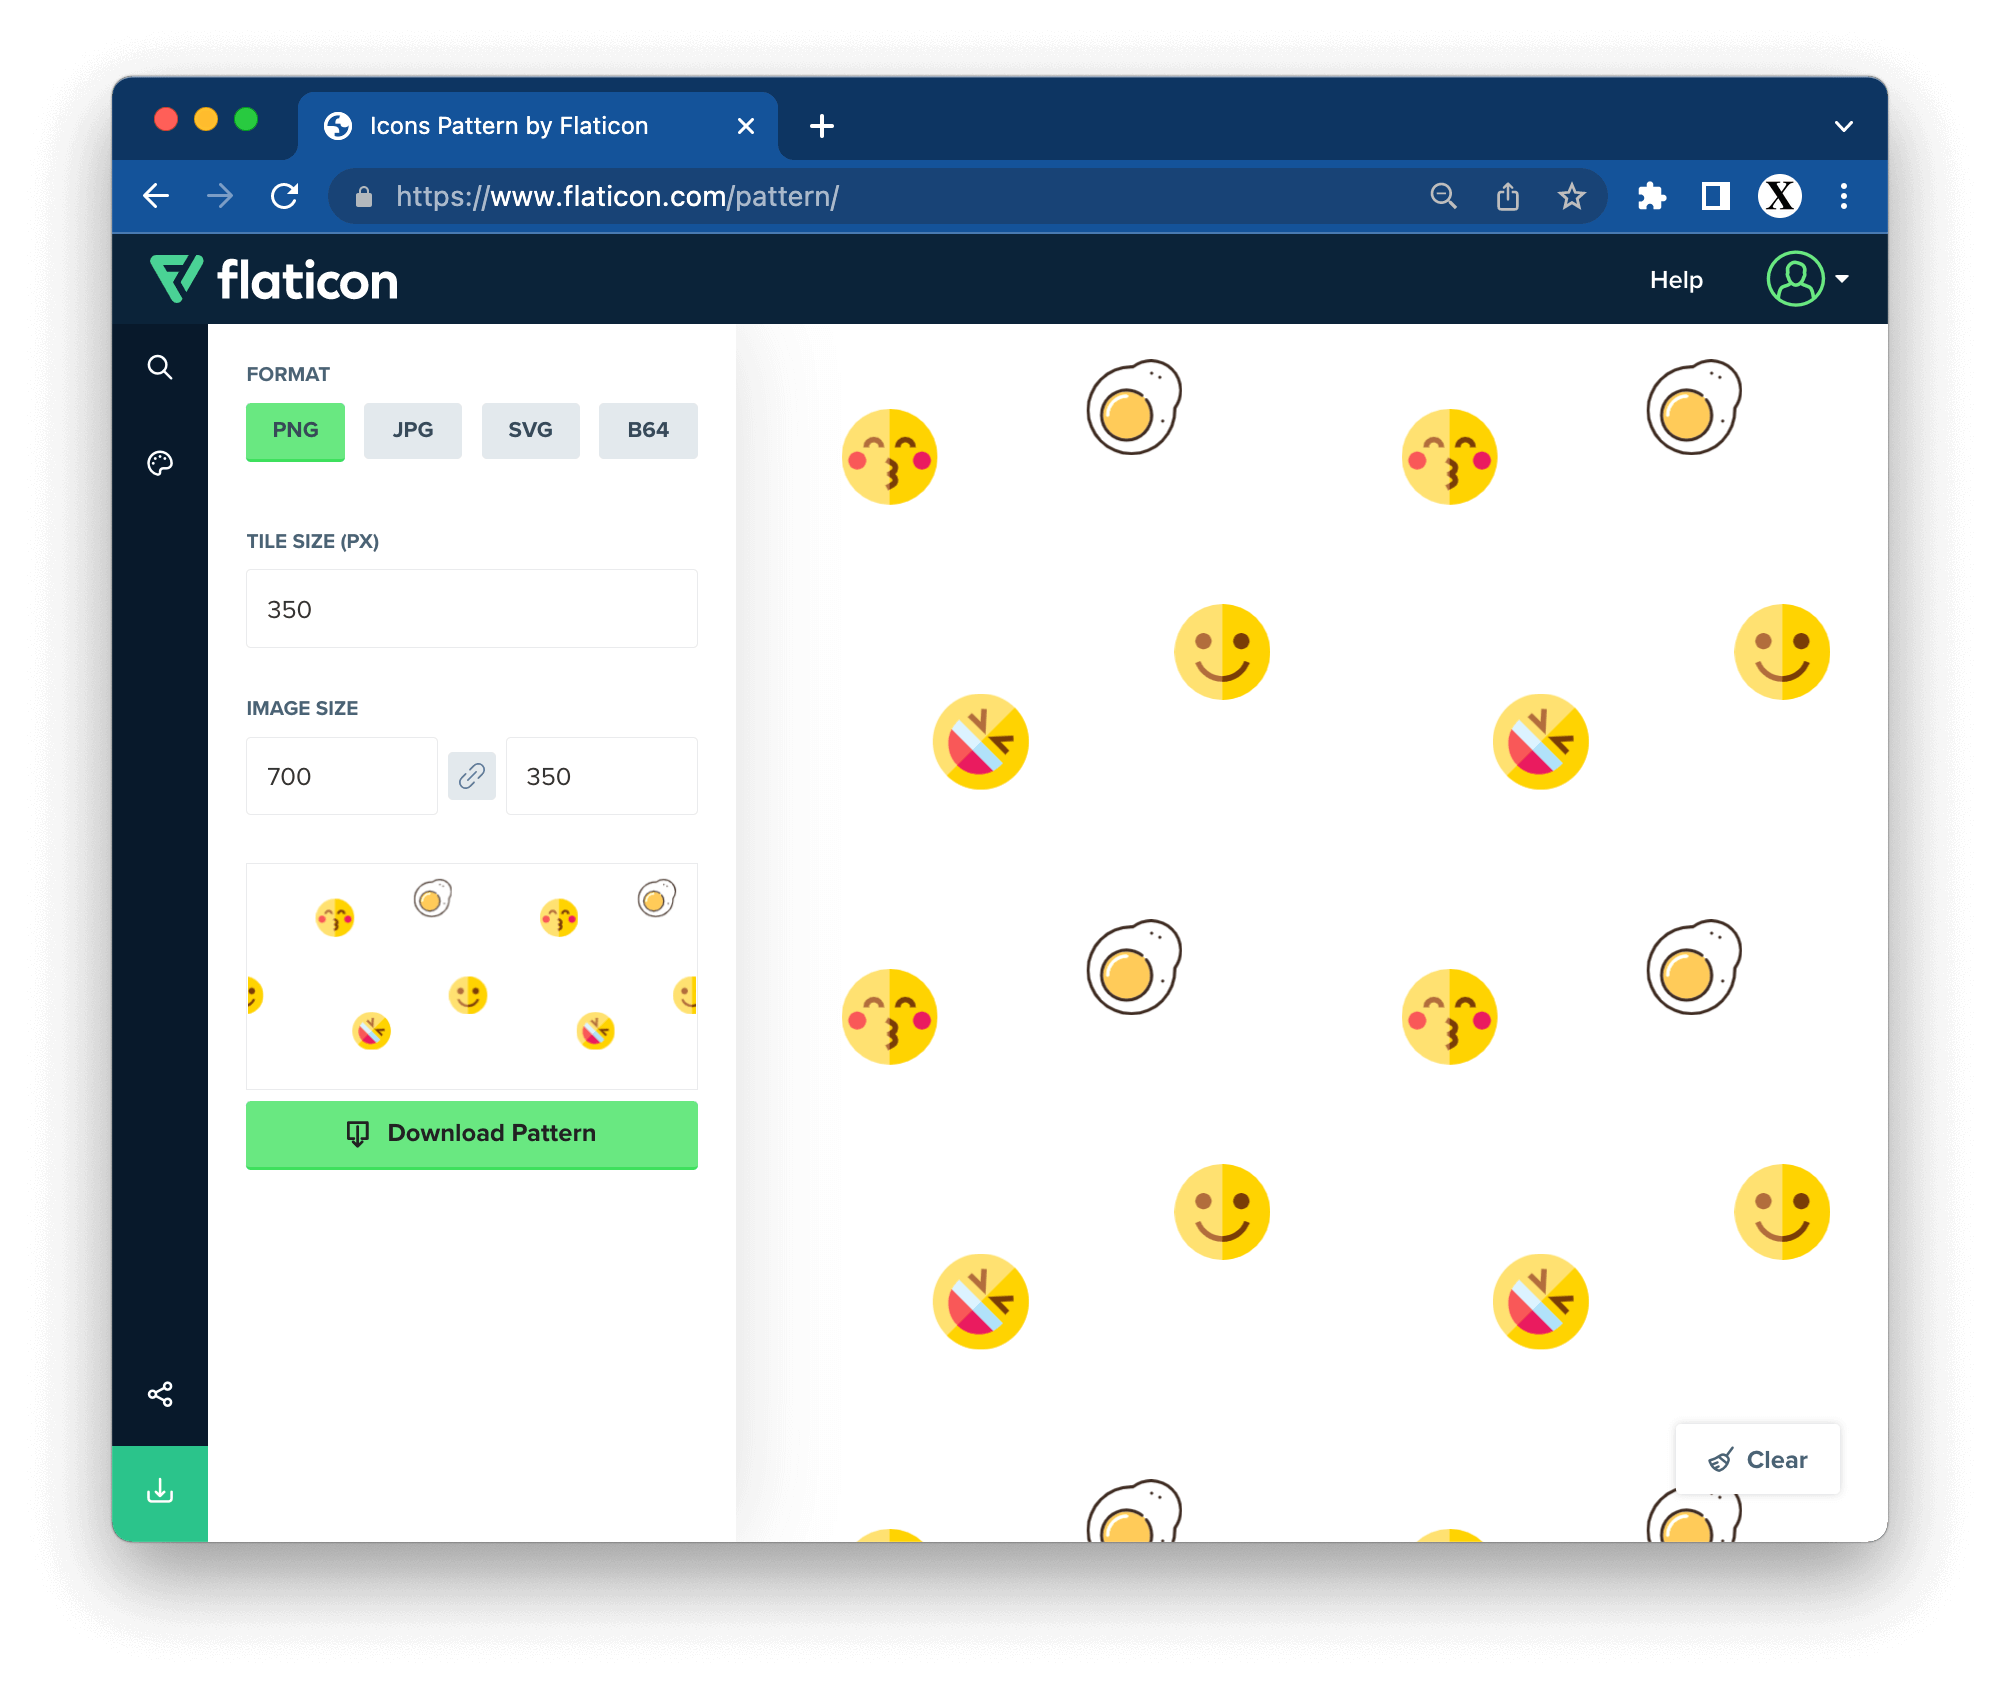 Icons Pattern by Flaticon
https://www.flaticon.com/pattern/
X
flaticon
Help
FORMAT
PNG
JPG
SVG
B64
TILE SIZE (PX)
350
IMAGE SIZE
700
350
Download Pattern
Clear